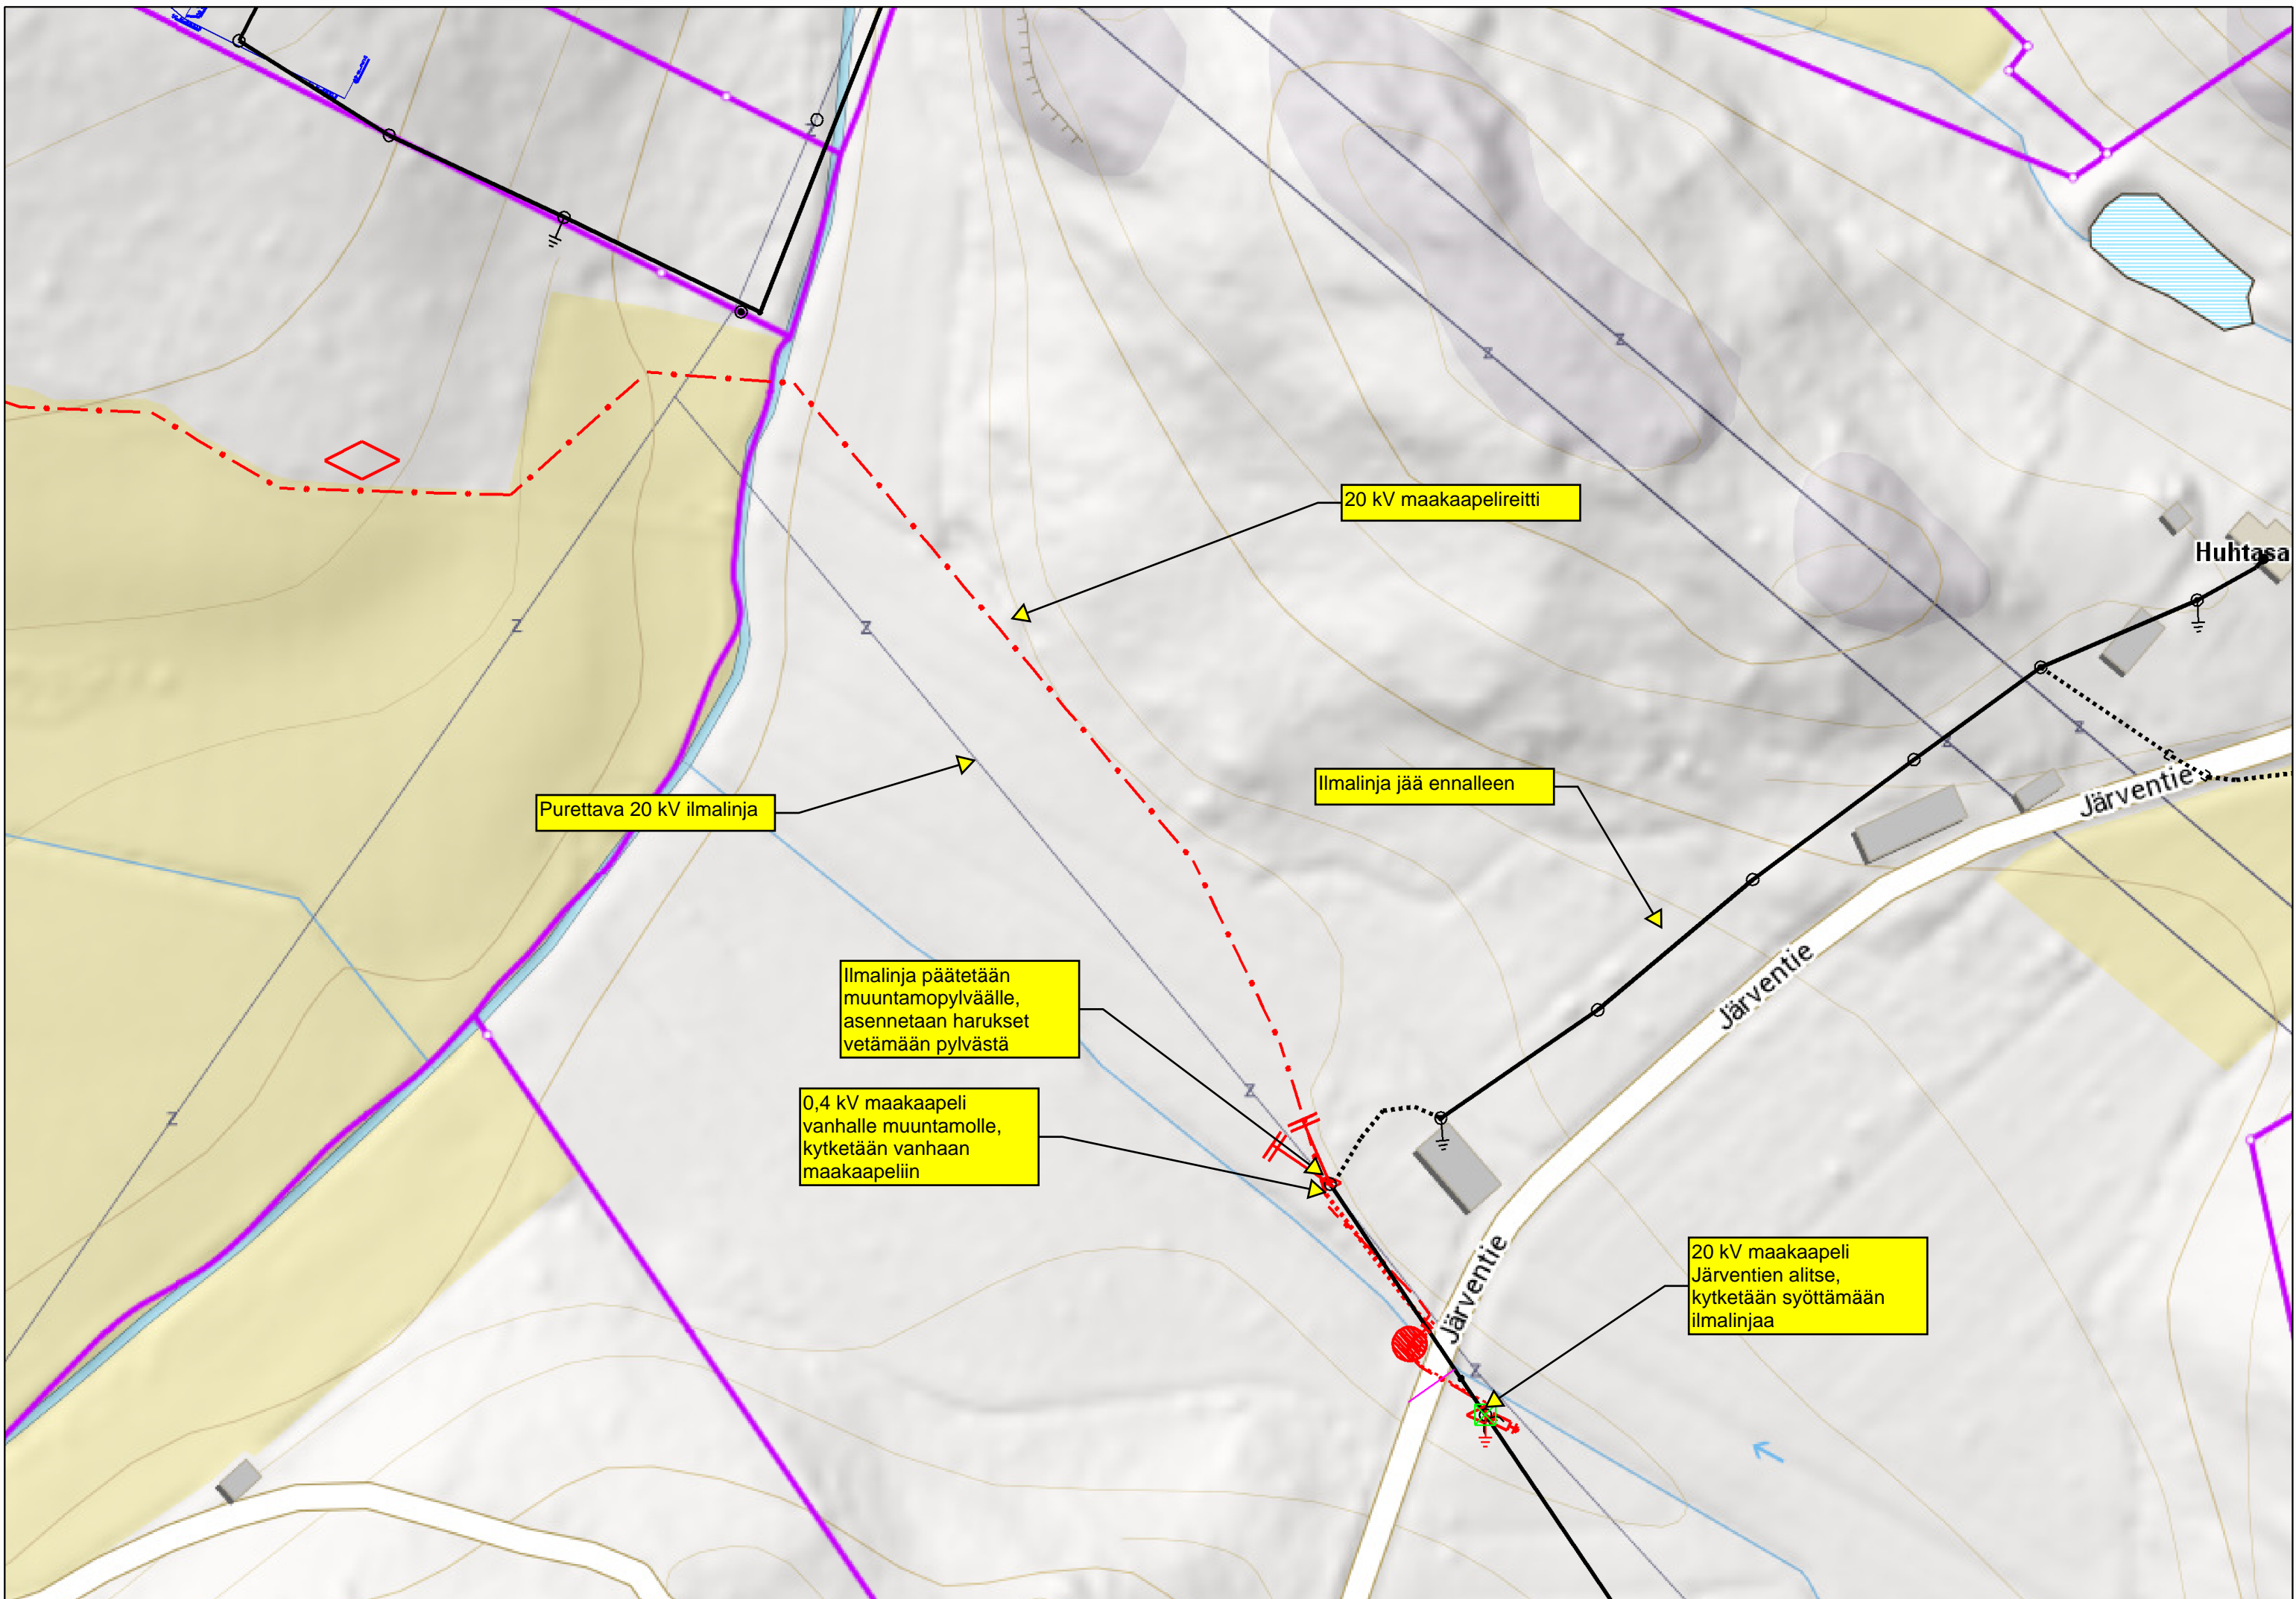 20 kV maakaapelireitti
Huhtasa
Purettava 20 kV ilmalinja
Ilmalinja jää ennalleen
Järventie
Järventie
Ilmalinja päätetään
muuntamopylväälle,
asennetaan harukset
vetämään pylvästä
0,4 kV maakaapeli
vanhalle muuntamolle,
kytketään vanhaan
maakaapeliin
Järventie
20 kV maakaapeli
Järventien alitse,
kytketään syöttämään
ilmalinjaa